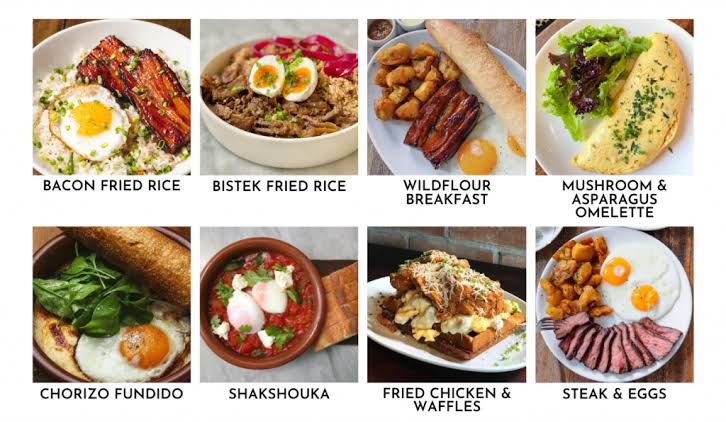 BACON FRIED RICE
BISTEK FRIED RICE
WILDFLOUR
BREAKFAST
MUSHROOM &
ASPARAGUS
OMELETTE
CHORIZO FUNDIDO
SHAKSHOUKA
FRIED CHICKEN &
WAFFLES
STEAK & EGGS